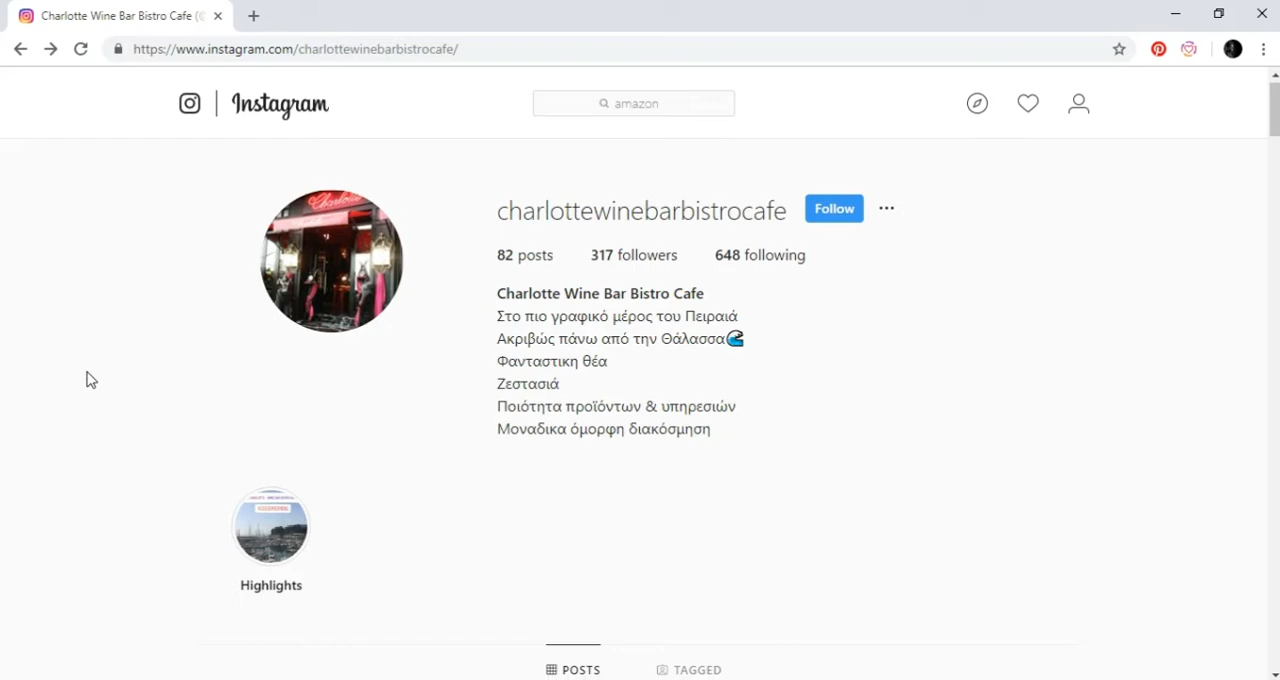 Charlotte Wine Bar Bistro Cafe (
https://www.instagram.com/charlottewinebarbistrocafe/
Instagram
amazon
charlottewinebarbistrocafe Follow
82 posts 317 followers 648 following
Charlotte Wine Bar Bistro Cafe
Στο πιο γραφικό μέρος του Πειραιά
Ακριβώς πάνω από την Θάλασσα🌊
Φανταστικη θέα
Ζεστασιά
Ποιότητα προϊόντων & υπηρεσιών
Μοναδικα όμορφη διακόσμηση
Highlights
POSTS TAGGED